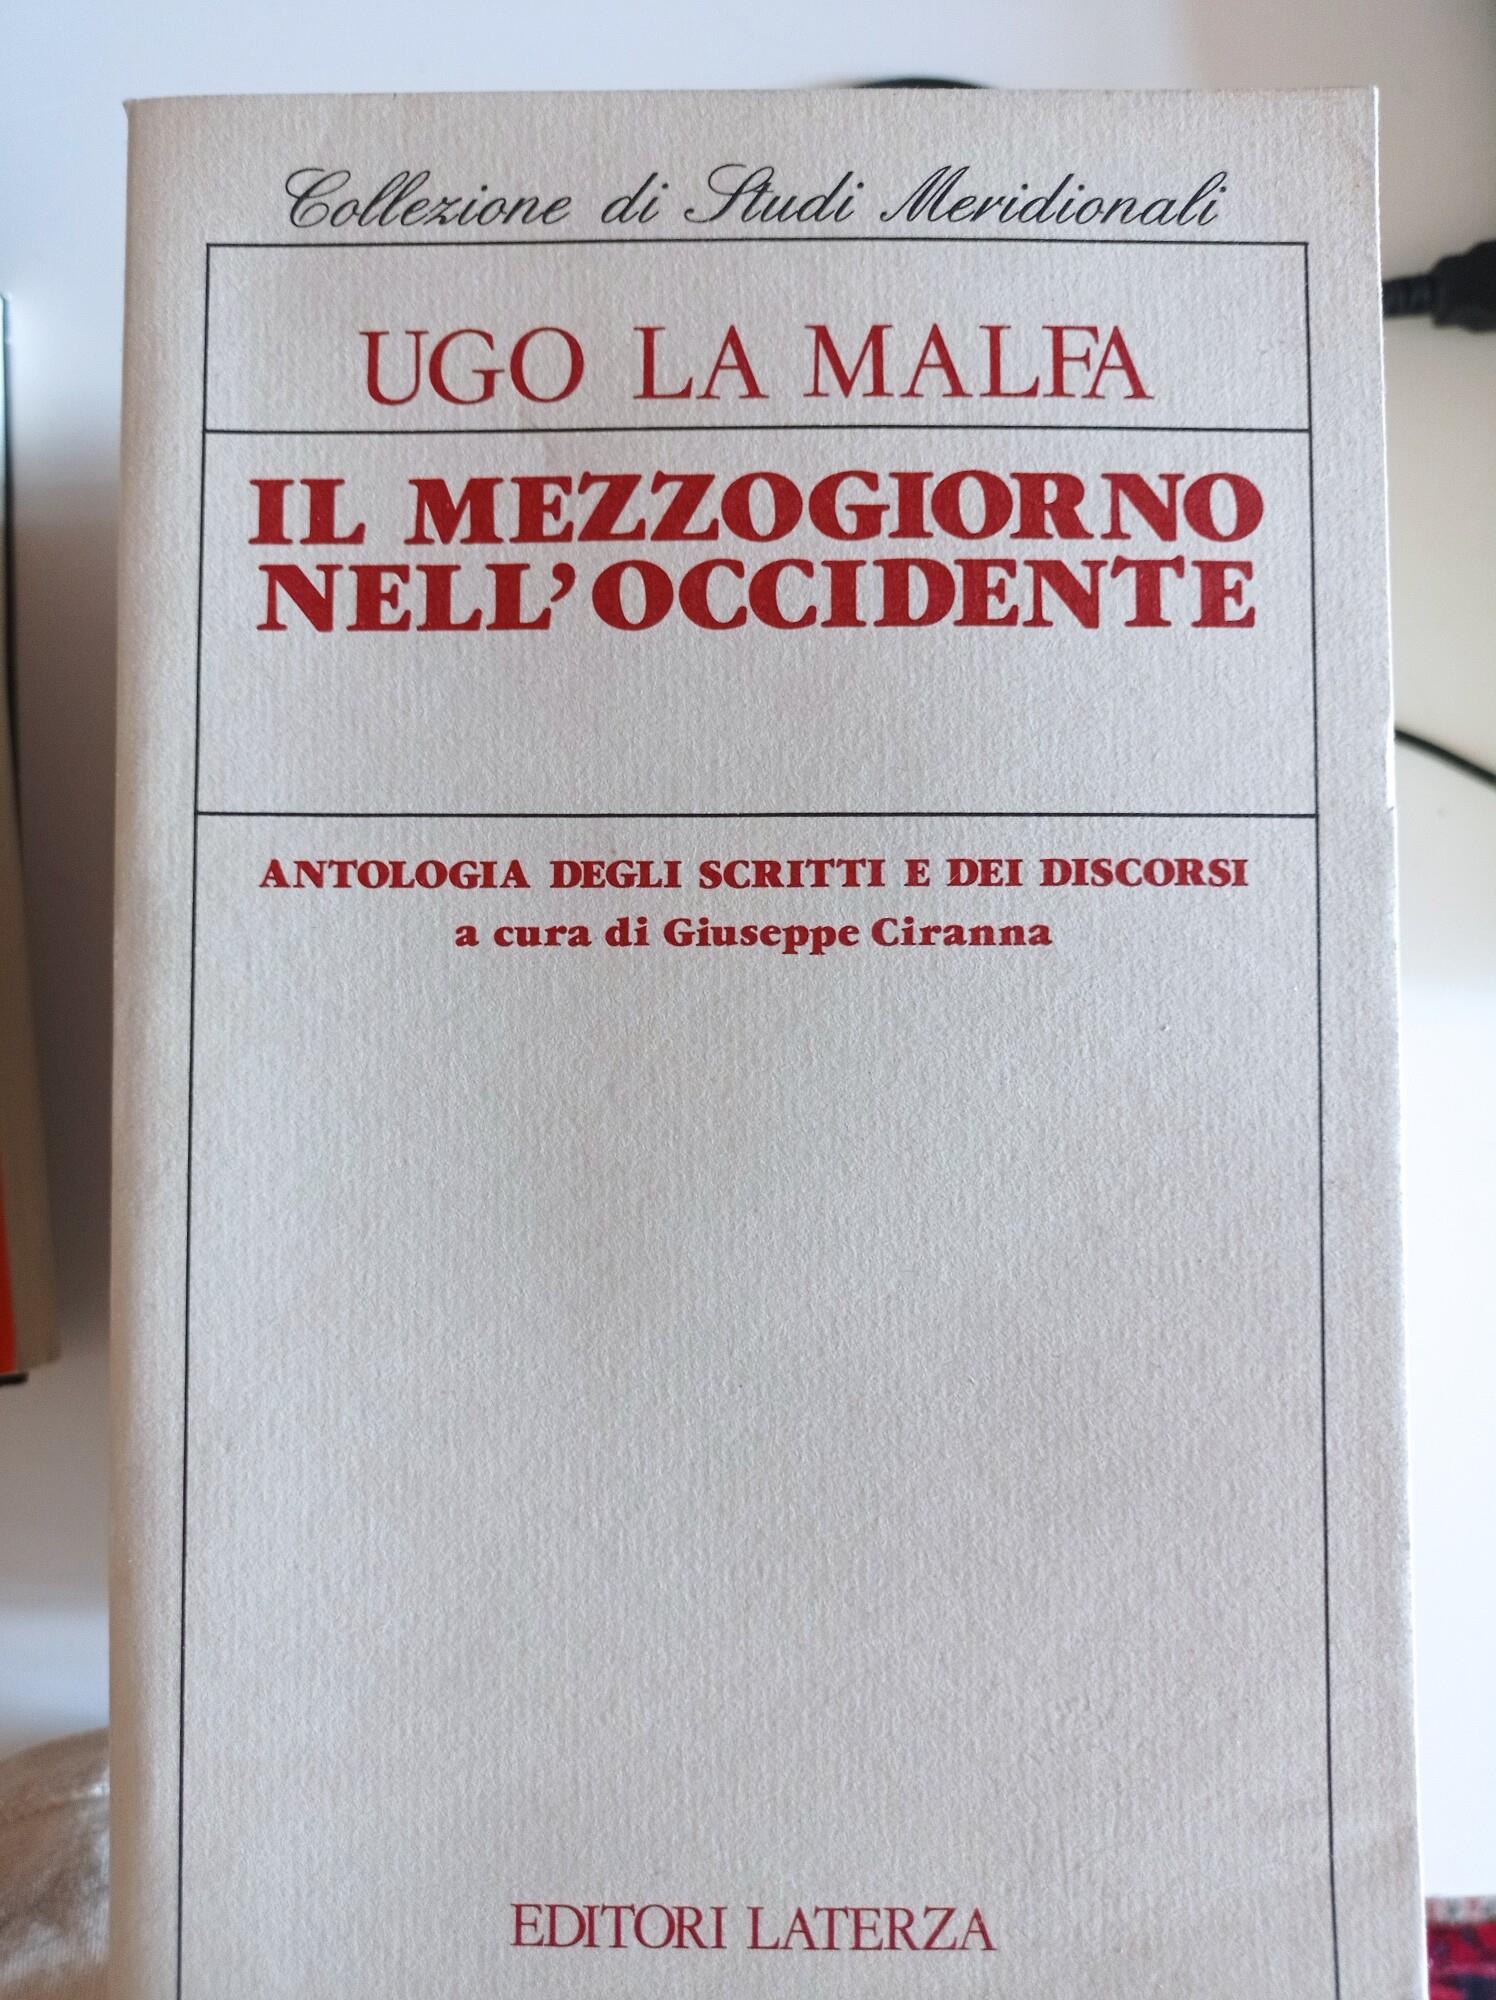 Collezione di Studi Meridionali
UGO LA MALFA
IL MEZZOGIORNO
NELL'OCCIDENTE
ANTOLOGIA DEGLI SCRITTI E DEI DISCORSI
a cura di Giuseppe Ciranna
EDITORI LATERZA